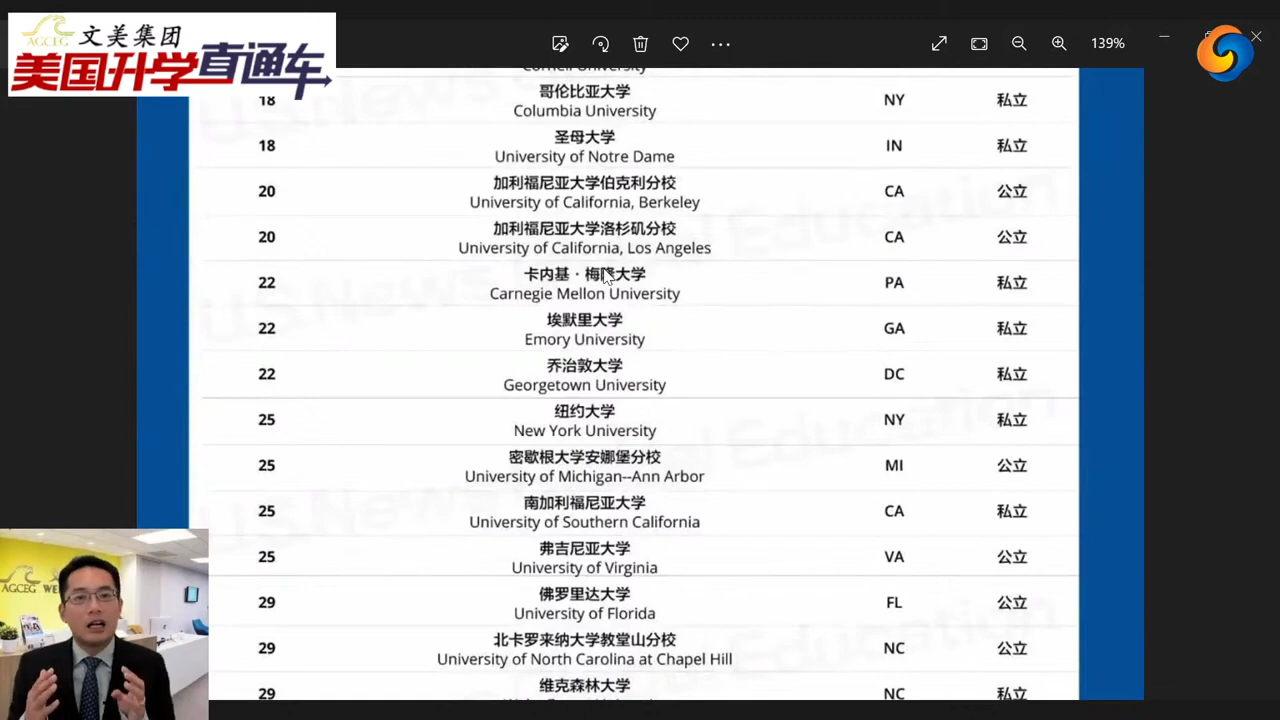 AGCEG 文美集团
美国升学直通车
139%
Cornell University
18 哥伦比亚大学 NY 私立
Columbia University
18 圣母大学 IN 私立
University of Notre Dame
20 加利福尼亚大学伯克利分校 CA 公立
University of California, Berkeley
20 加利福尼亚大学洛杉矶分校 CA 公立
University of California, Los Angeles
22 卡内基·梅隆大学 PA 私立
Carnegie Mellon University
22 埃默里大学 GA 私立
Emory University
22 乔治敦大学 DC 私立
Georgetown University
25 纽约大学 NY 私立
New York University
25 密歇根大学安娜堡分校 MI 公立
University of Michigan--Ann Arbor
25 南加利福尼亚大学 CA 私立
University of Southern California
25 弗吉尼亚大学 VA 公立
University of Virginia
29 佛罗里达大学 FL 公立
University of Florida
29 北卡罗来纳大学教堂山分校 NC 公立
University of North Carolina at Chapel Hill
29 维克森林大学 NC 私立
AGCEG WE